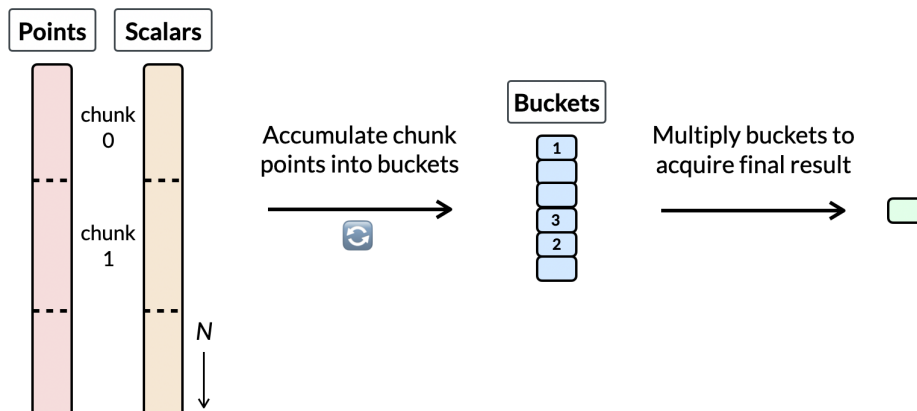 Points
Scalars
chunk
0
chunk
1
N
Accumulate chunk
points into buckets
Buckets
1
3
2
Multiply buckets to
acquire final result